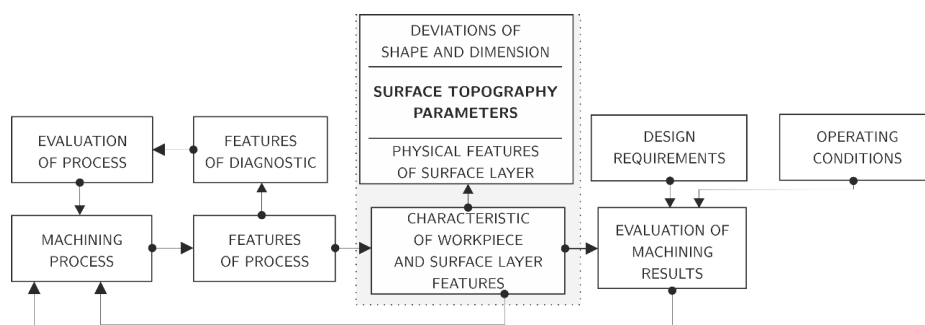 DEVIATIONS OF
SHAPE AND DIMENSION
SURFACE TOPOGRAPHY
PARAMETERS
PHYSICAL FEATURES
OF SURFACE LAYER
EVALUATION
OF PROCESS
FEATURES
OF DIAGNOSTIC
DESIGN
REQUIREMENTS
OPERATING
CONDITIONS
MACHINING
PROCESS
FEATURES
OF PROCESS
CHARACTERISTIC
OF WORKPIECE
AND SURFACE LAYER
FEATURES
EVALUATION OF
MACHINING
RESULTS